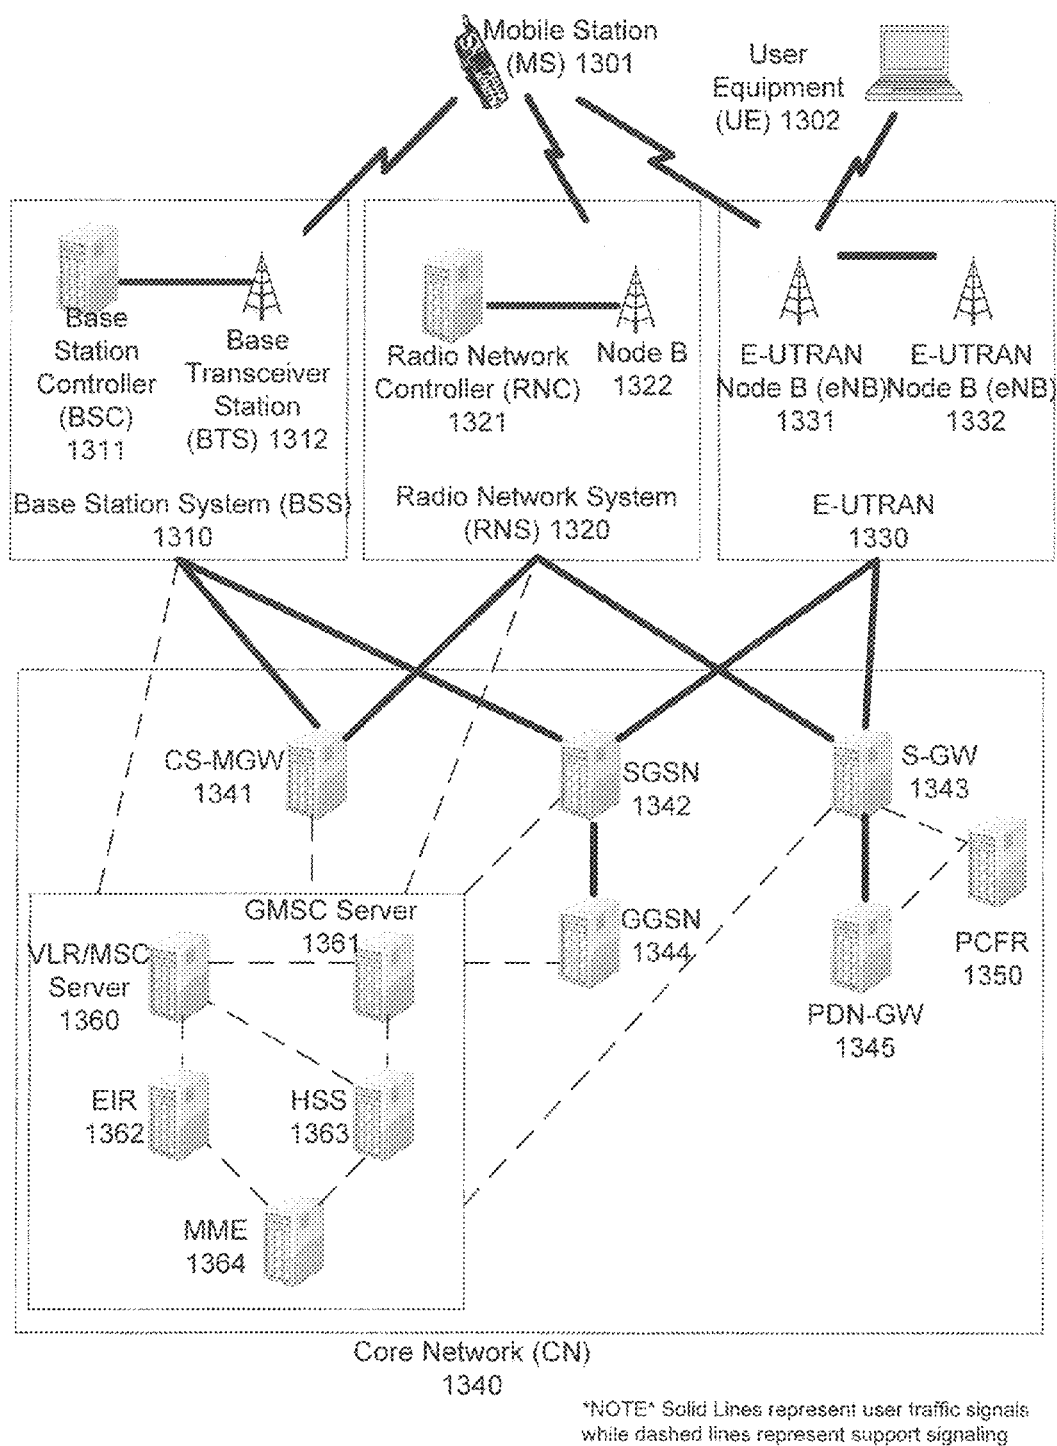 Mobile Station
(MS) 1301
User
Equipment
(UE) 1302
Base
Station
Controller
(BSC)
1311
Base
Transceiver
Station
(BTS) 1312
Base Station System (BSS)
1310
Radio Network
Controller (RNC)
1321
Node B
1322
Radio Network System
(RNS) 1320
E-UTRAN
Node B (eNB)
1331
E-UTRAN
Node B (eNB)
1332
E-UTRAN
1330
CS-MGW
1341
SGSN
1342
S-GW
1343
GMSC Server
1361
VLR/MSC
Server
1360
GGSN
1344
PCFR
1350
PDN-GW
1345
EIR
1362
HSS
1363
MME
1364
Core Network (CN)
1340
*NOTE* Solid Lines represent user traffic signals
while dashed lines represent support signaling